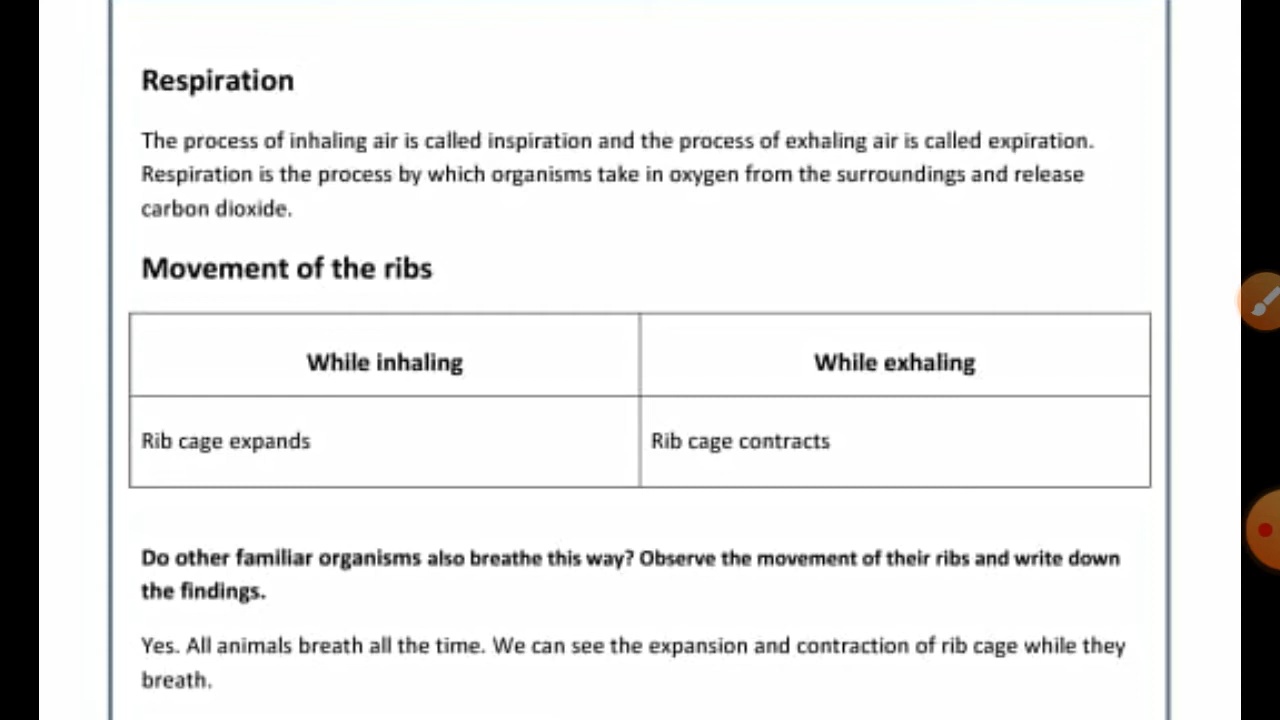 Respiration
The process of inhaling air is called inspiration and the process of exhaling air is called expiration.
Respiration is the process by which organisms take in oxygen from the surroundings and release
carbon dioxide.
Movement of the ribs
While inhaling While exhaling
Rib cage expands Rib cage contracts
Do other familiar organisms also breathe this way? Observe the movement of their ribs and write down
the findings.
Yes. All animals breath all the time. We can see the expansion and contraction of rib cage while they
breath.